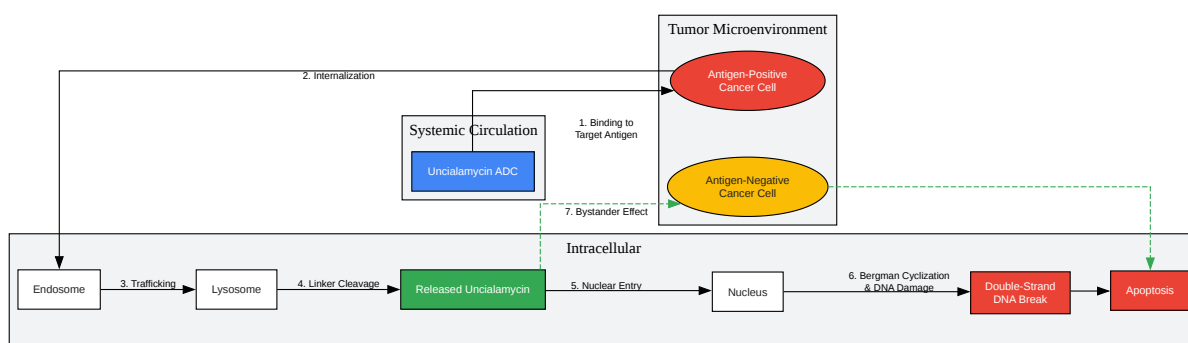 Tumor Microenvironment
2. Internalization
Antigen-Positive
Cancer Cell
Systemic Circulation
1. Binding to
Target Antigen
Uncialamycin ADC
Antigen-Negative
Cancer Cell
7. Bystander Effect
Intracellular
Endosome
3. Trafficking
Lysosome
4. Linker Cleavage
Released Uncialamycin
5. Nuclear Entry
Nucleus
6. Bergman Cyclization
& DNA Damage
Double-Strand
DNA Break
Apoptosis